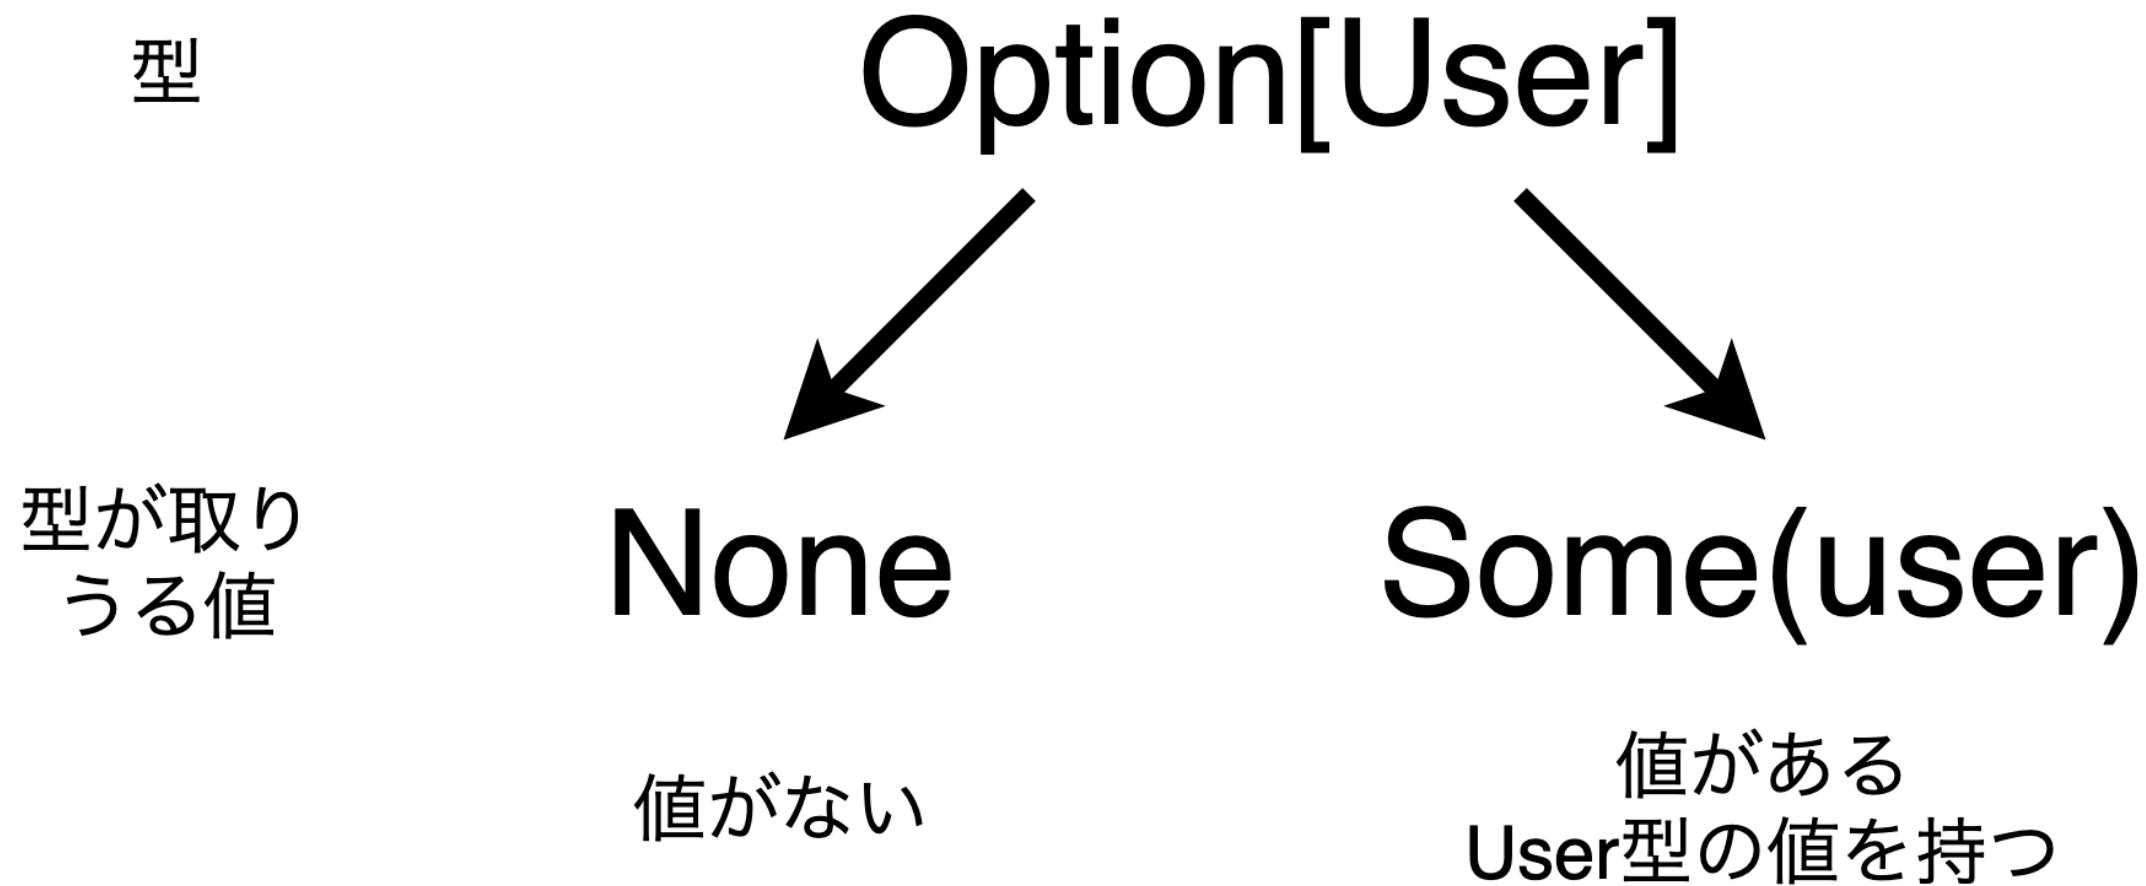 型
Option[User]
型が取り
うる値
None
Some(user)
値がない
値がある
User型の値を持つ